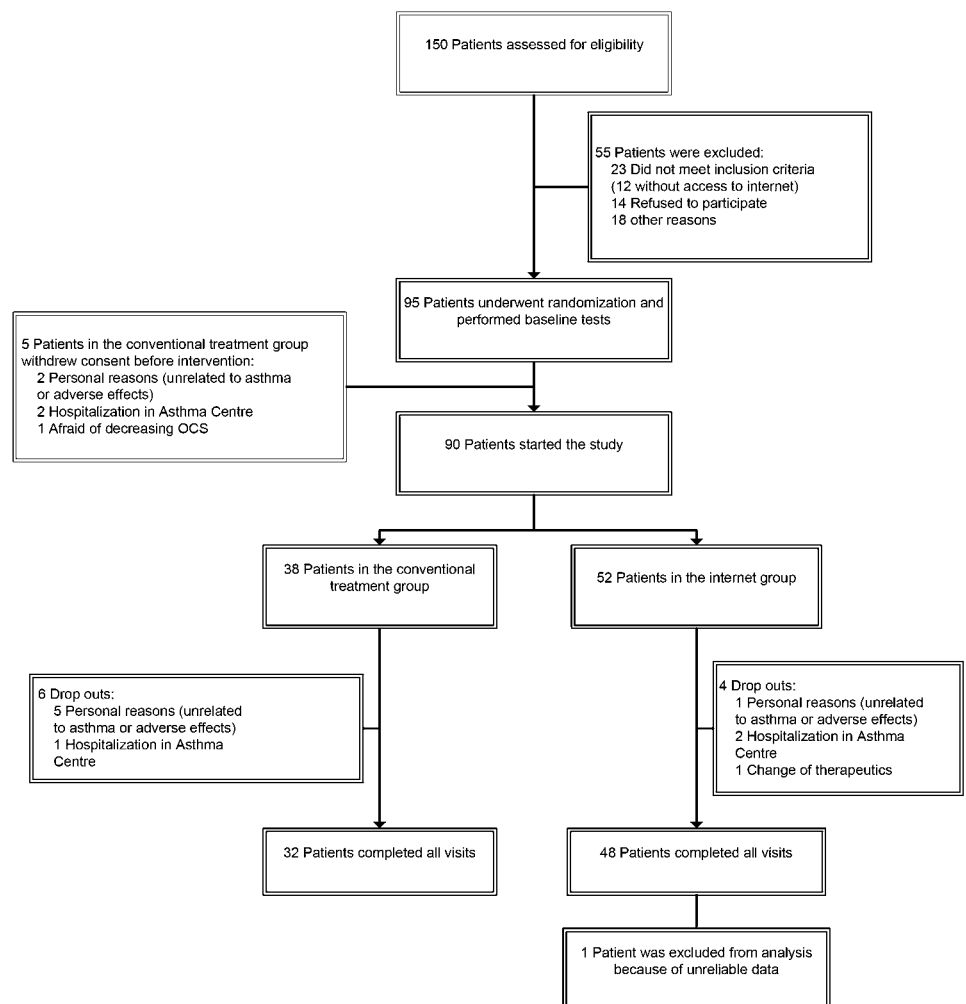 150 Patients assessed for eligibility
55 Patients were excluded:
23 Did not meet inclusion criteria
(12 without access to internet)
14 Refused to participate
18 other reasons
95 Patients underwent randomization and
performed baseline tests
5 Patients in the conventional treatment group
withdrew consent before intervention:
2 Personal reasons (unrelated to asthma
or adverse effects)
2 Hospitalization in Asthma Centre
1 Afraid of decreasing OCS
90 Patients started the study
38 Patients in the conventional
treatment group
52 Patients in the internet group
6 Drop outs:
5 Personal reasons (unrelated
to asthma or adverse effects)
1 Hospitalization in Asthma
Centre
4 Drop outs:
1 Personal reasons (unrelated
to asthma or adverse effects)
2 Hospitalization in Asthma
Centre
1 Change of therapeutics
32 Patients completed all visits
48 Patients completed all visits
1 Patient was excluded from analysis
because of unreliable data